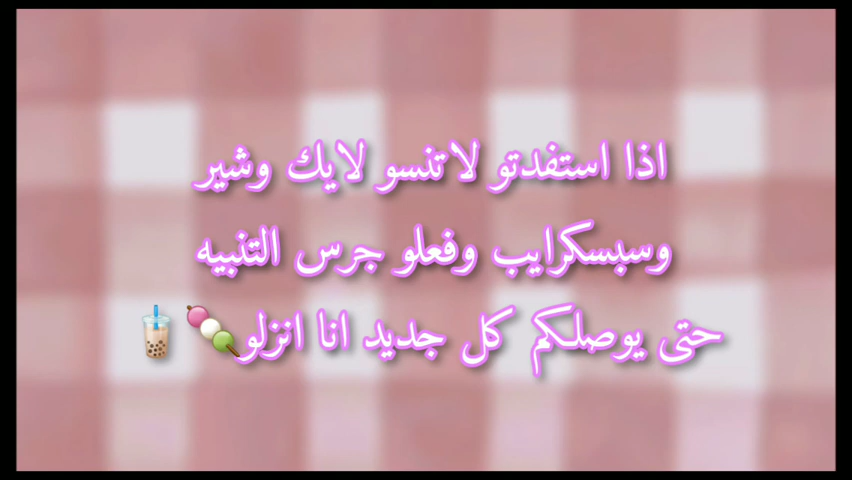 اذا استفدتو لاتنسو لايك وشير
وسبسكرايب وفعلو جرس التنبيه
حتى يوصلكم كل جديد انا انزلو🍡🧋